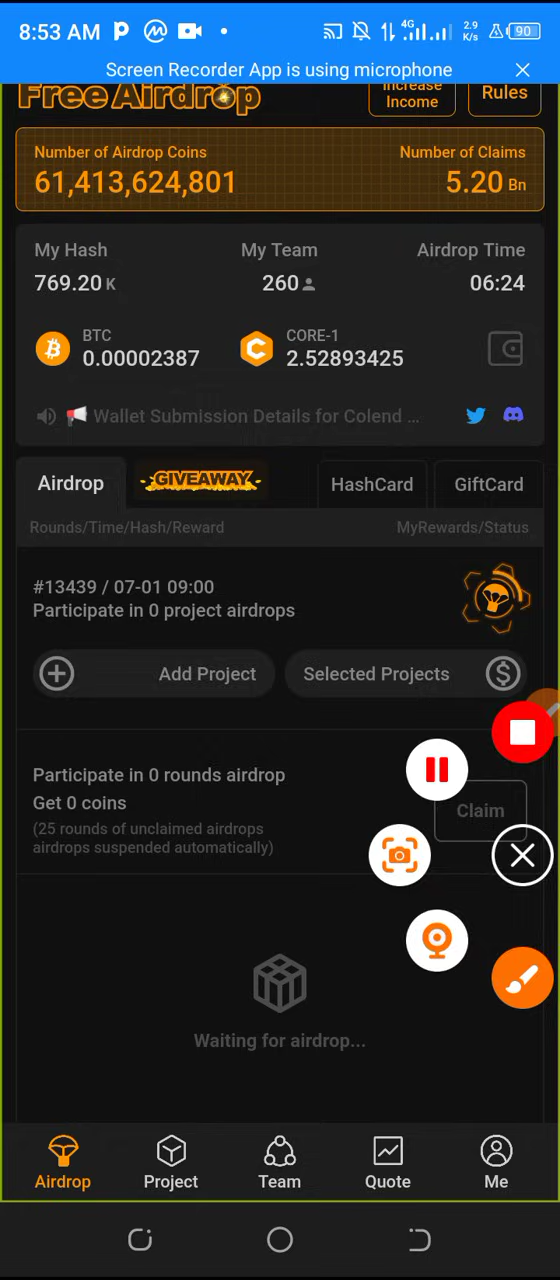 8:53 AM
4G
2.9
K/s
90
Screen Recorder App is using microphone
Free Airdrop
Increase
Income
Rules
Number of Airdrop Coins
Number of Claims
61,413,624,801
5.20 Bn
My Hash
My Team
Airdrop Time
769.20 K
260
06:24
BTC
0.00002387
CORE-1
2.52893425
Wallet Submission Details for Colend ...
Airdrop
GIVEAWAY
HashCard
GiftCard
Rounds/Time/Hash/Reward
MyRewards/Status
#13439 / 07-01 09:00
Participate in 0 project airdrops
Add Project
Selected Projects
Participate in 0 rounds airdrop
Get 0 coins
Claim
(25 rounds of unclaimed airdrops
airdrops suspended automatically)
Waiting for airdrop...
Airdrop
Project
Team
Quote
Me